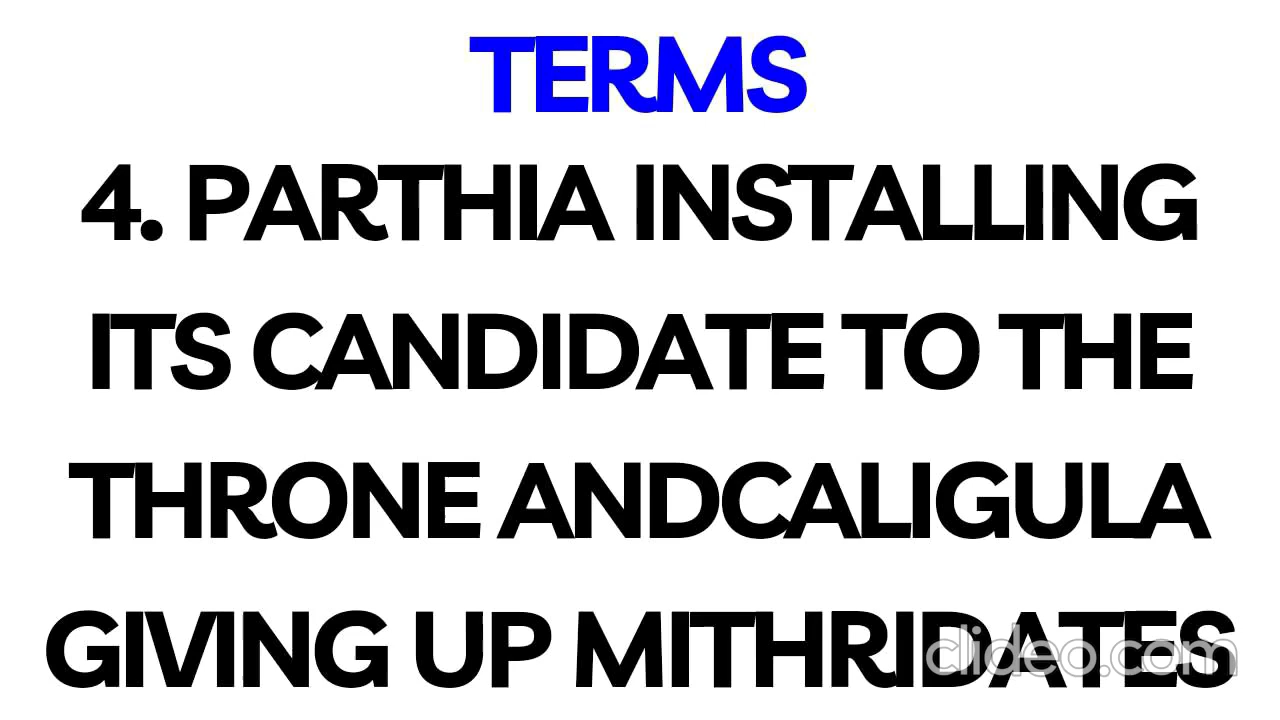 TERMS
4. PARTHIA INSTALLING
ITS CANDIDATE TO THE
THRONE ANDCALIGULA
GIVING UP MITHRIDATES
clideo.com